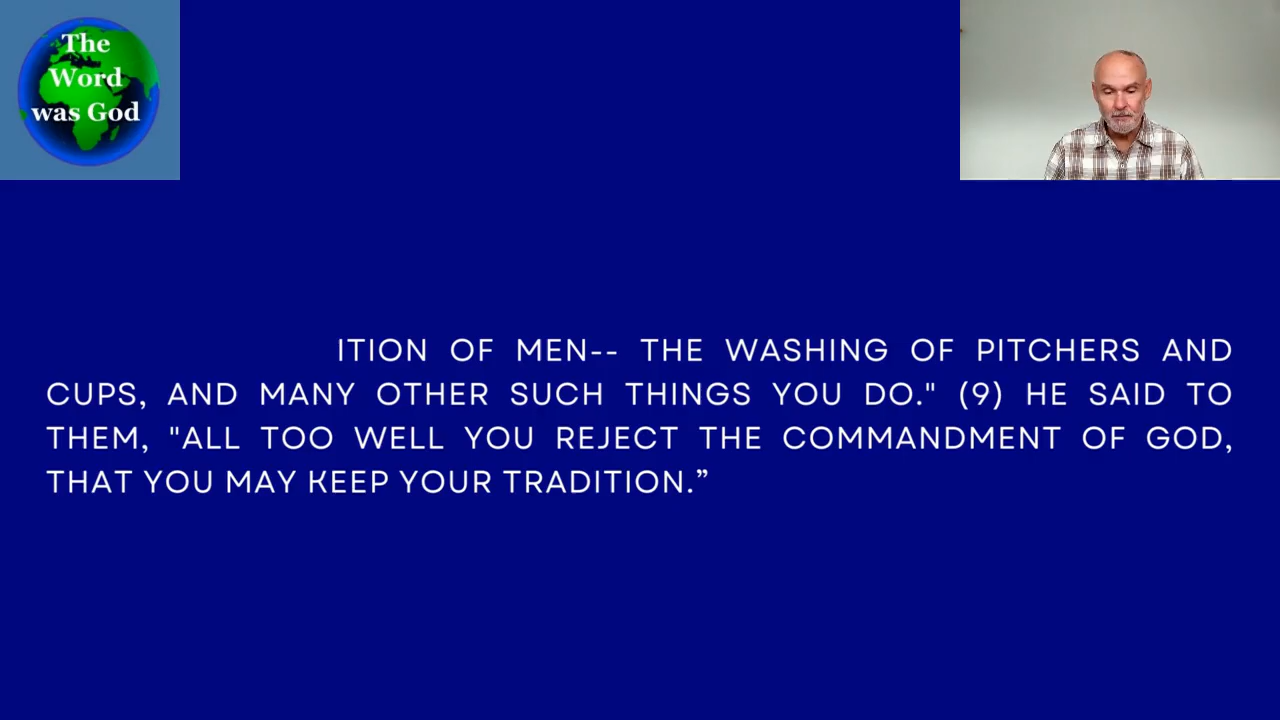 The
Word
was God
ITION OF MEN-- THE WASHING OF PITCHERS AND
CUPS, AND MANY OTHER SUCH THINGS YOU DO." (9) HE SAID TO
THEM, "ALL TOO WELL YOU REJECT THE COMMANDMENT OF GOD,
THAT YOU MAY KEEP YOUR TRADITION.”